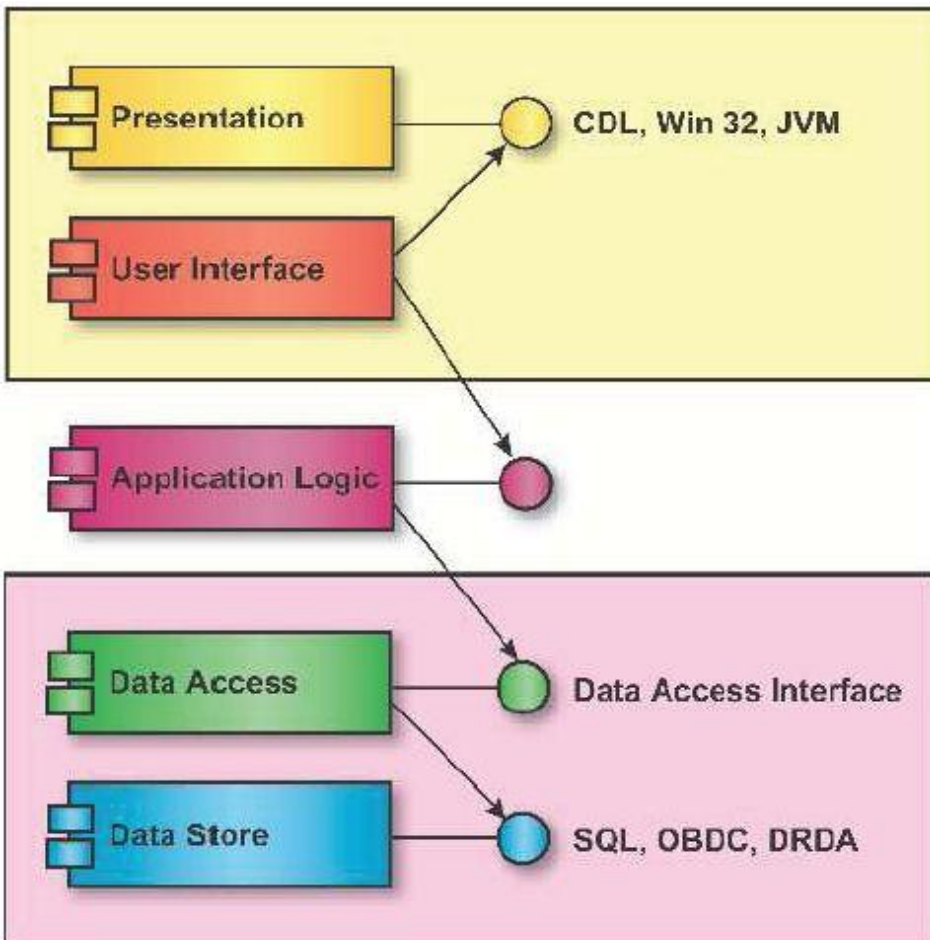 Presentation
CDL, Win 32, JVM
User Interface
Application Logic
Data Access
Data Access Interface
Data Store
SQL, OBDC, DRDA